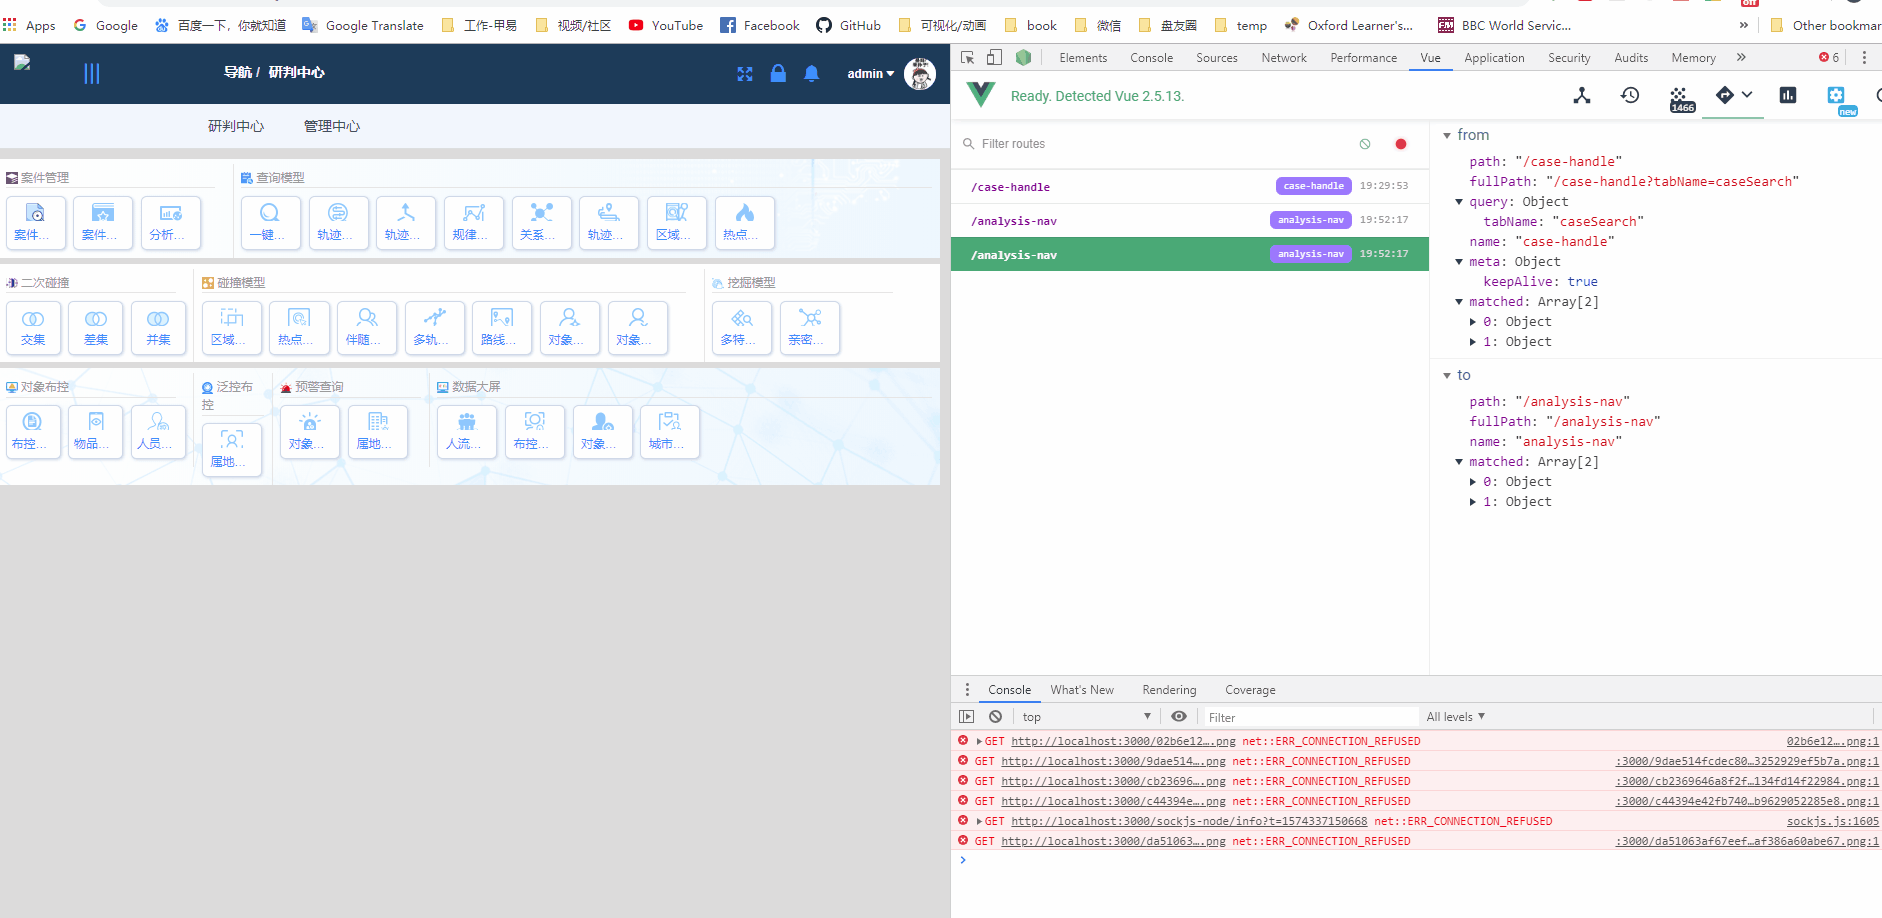 Apps Google 百度一下，你就知道 Google Translate 工作-甲易 视频/社区 YouTube Facebook GitHub 可视化/动画 book 微信 盘友圈 temp Oxford Learner's... BBC World Servic... » Other bookmar
off
导航 / 研判中心 admin
研判中心 管理中心
案件管理 查询模型
案件... 案件... 分析... 一键... 轨迹... 轨迹... 规律... 关系... 轨迹... 区域... 热点...
二次碰撞 碰撞模型 挖掘模型
交集 差集 并集 区域... 热点... 伴随... 多轨... 路线... 对象... 对象... 多特... 亲密...
对象布控 泛控布控 预警查询 数据大屏
布控... 物品... 人员... 属地... 对象... 属地... 人流... 布控... 对象... 城市...
Elements Console Sources Network Performance Vue Application Security Audits Memory » 6
Ready. Detected Vue 2.5.13.
1466 new
Filter routes
/case-handle case-handle 19:29:53
/analysis-nav analysis-nav 19:52:17
/analysis-nav analysis-nav 19:52:17
from
path: "/case-handle"
fullPath: "/case-handle?tabName=caseSearch"
query: Object
tabName: "caseSearch"
name: "case-handle"
meta: Object
keepAlive: true
matched: Array[2]
0: Object
1: Object
to
path: "/analysis-nav"
fullPath: "/analysis-nav"
name: "analysis-nav"
matched: Array[2]
0: Object
1: Object
Console What's New Rendering Coverage
top Filter All levels
GET http://localhost:3000/02b6e12….png net::ERR_CONNECTION_REFUSED 02b6e12….png:1
GET http://localhost:3000/9dae514….png net::ERR_CONNECTION_REFUSED :3000/9dae514fcdec80…3252929ef5b7a.png:1
GET http://localhost:3000/cb23696….png net::ERR_CONNECTION_REFUSED :3000/cb2369646a8f2f…134fd14f22984.png:1
GET http://localhost:3000/c44394e….png net::ERR_CONNECTION_REFUSED :3000/c44394e42fb740…b9629052285e8.png:1
GET http://localhost:3000/sockjs-node/info?t=1574337150668 net::ERR_CONNECTION_REFUSED sockjs.js:1605
GET http://localhost:3000/da51063….png net::ERR_CONNECTION_REFUSED :3000/da51063af67eef…af386a60abe67.png:1